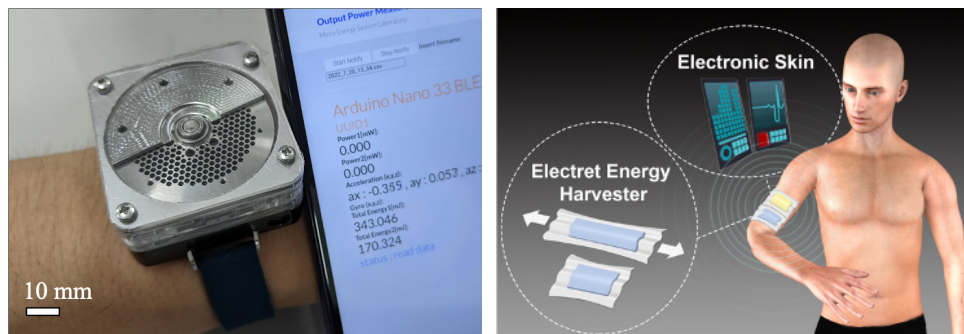 Output Power Measure
Micro Energy System Laboratory
Start Notify Stop Notify Insert filename
2022_7_20_13_34.csv
Arduino Nano 33 BLE
UUID1
Power1[mW]:
0.000
Power2[mW]:
0.000
Acceleration (x,y,z):
ax : -0.355 , ay : 0.053 , az :
Gyro (x,y,z):
Total Energy1[mJ]:
343.046
Total Energy2[mJ]:
170.324
status : read data
10 mm
Electronic Skin
Electret Energy
Harvester